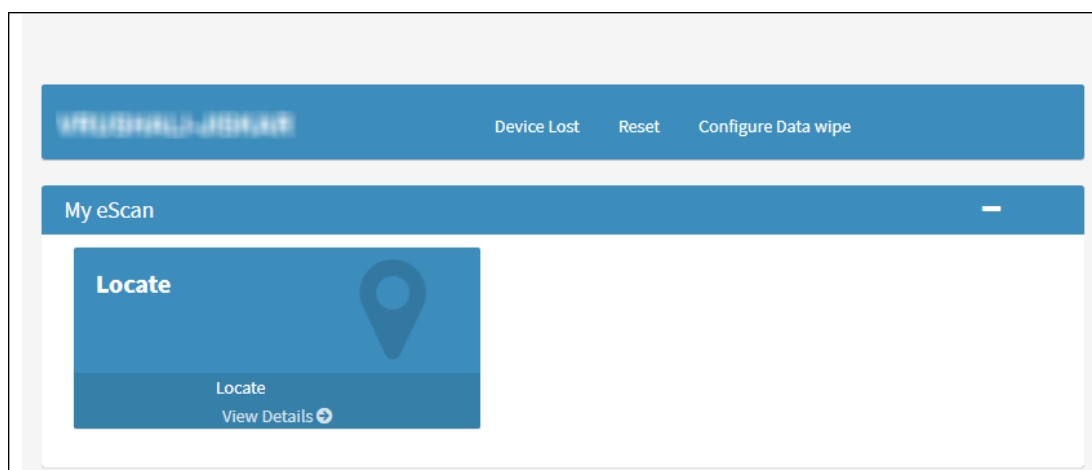 Device Lost Reset Configure Data wipe
My eScan
Locate
Locate
View Details